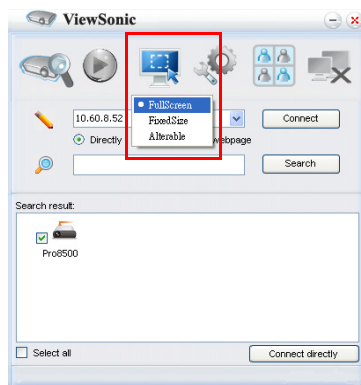 ViewSonic
FullScreen
FixedSize
Alterable
10.60.8.52
Connect
Directly
webpage
Search
Search result:
Pro8500
Select all
Connect directly